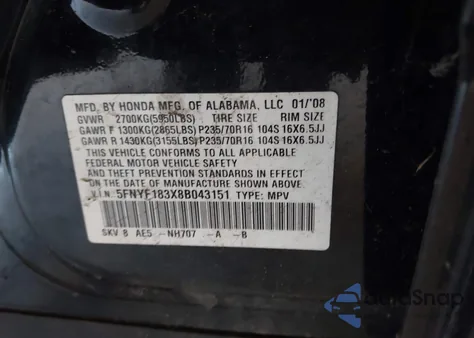 MFD. BY HONDA MFG. OF ALABAMA, LLC 01/'08
GVWR 2700KG(5950LBS) TIRE SIZE RIM SIZE
GAWR F 1300KG(2865LBS)P235/70R16 104S 16X6.5JJ
GAWR R 1430KG(3155LBS)P235/70R16 104S 16X6.5JJ
THIS VEHICLE CONFORMS TO ALL APPLICABLE
FEDERAL MOTOR VEHICLE SAFETY
STANDARDS IN EFFECT ON THE DATE OF
MANUFACTURE SHOWN ABOVE.
V.I.N. 5FNYF183X8B043151 TYPE: MPV
SKV 8 AE5 -NH707 -A -B
AutoSnap